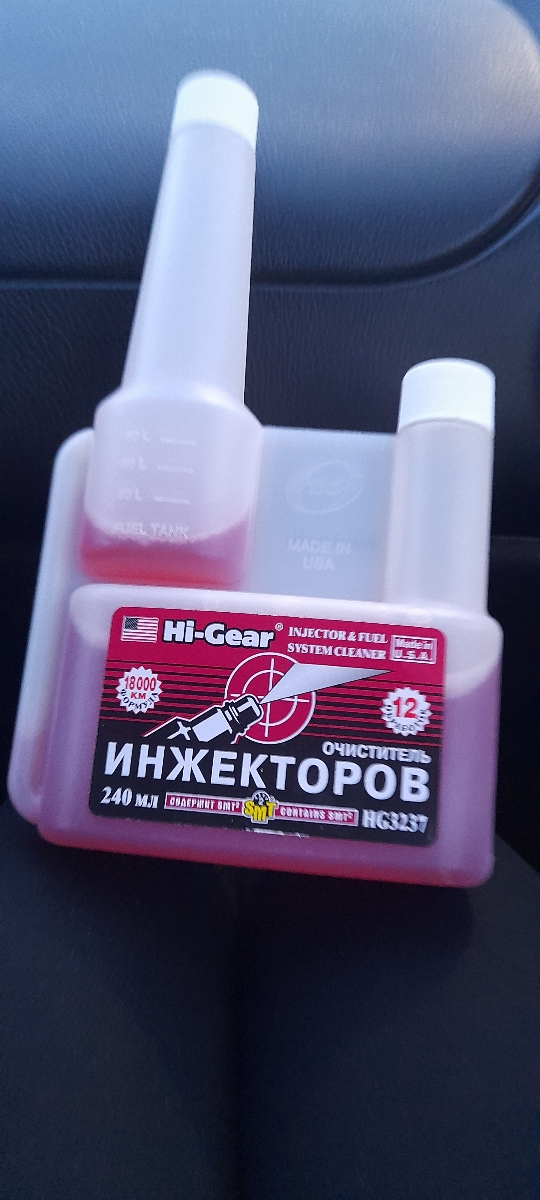 FUEL TANK
MADE IN
USA
Hi-Gear®
INJECTOR & FUEL
SYSTEM CLEANER
Made in
U.S.A.
18000
КМ
12
ОЧИСТИТЕЛЬ
ИНЖЕКТОРОВ
240 МЛ
СОДЕРЖИТ SMT²
SMT
CONTAINS SMT²
HG3237